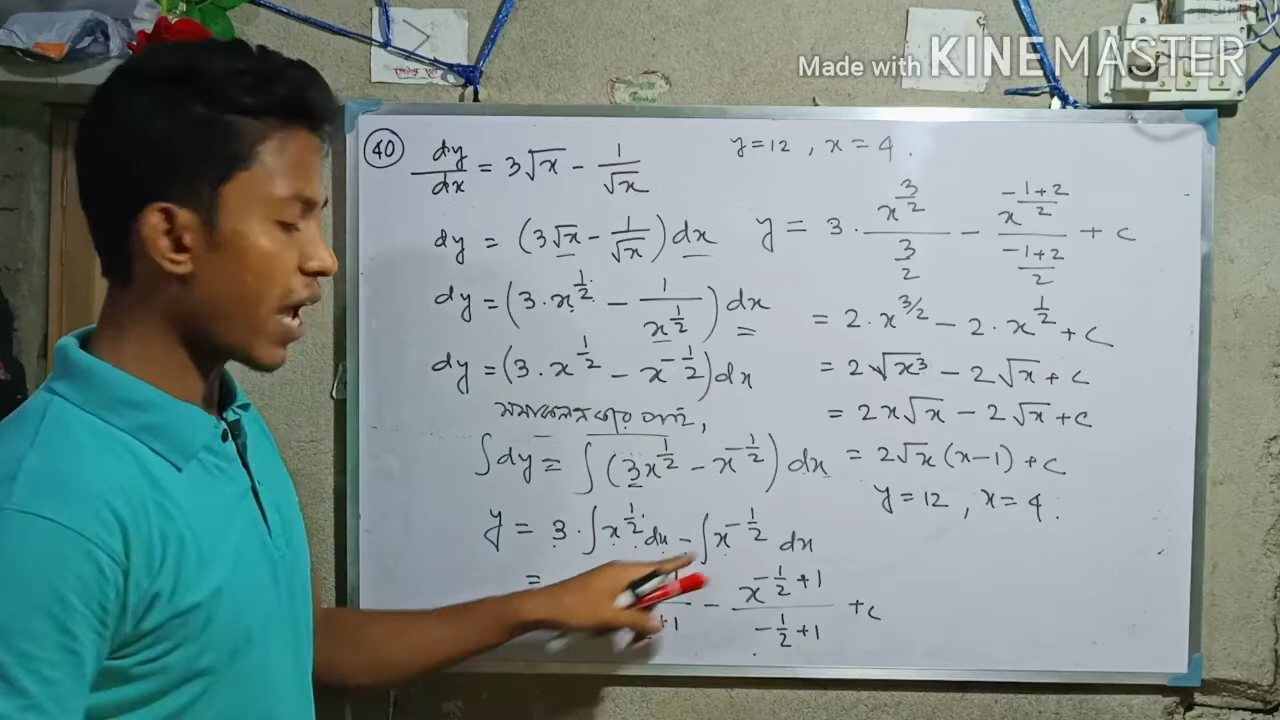 Made with KINEMASTER
40 dy/dx = 3√x − 1/√x
y=12 , x=4 .
dy = (3√x − 1/√x) dx
dy = (3·x^{1/2} − 1/x^{1/2}) dx
dy = (3·x^{1/2} − x^{−1/2}) dx
∫dy = ∫(3x^{1/2} − x^{−1/2}) dx
y = 3·∫x^{1/2} dx − ∫x^{−1/2} dx
=
+1 − x^{−1/2+1}/(−1/2+1) + c
y = 3· x^{3/2}/(3/2) − x^{(−1+2)/2}/((−1+2)/2) + c
= 2·x^{3/2} − 2·x^{1/2} + c
= 2√x³ − 2√x + c
= 2x√x − 2√x + c
= 2√x (x−1) + c
y=12 , x=4 .